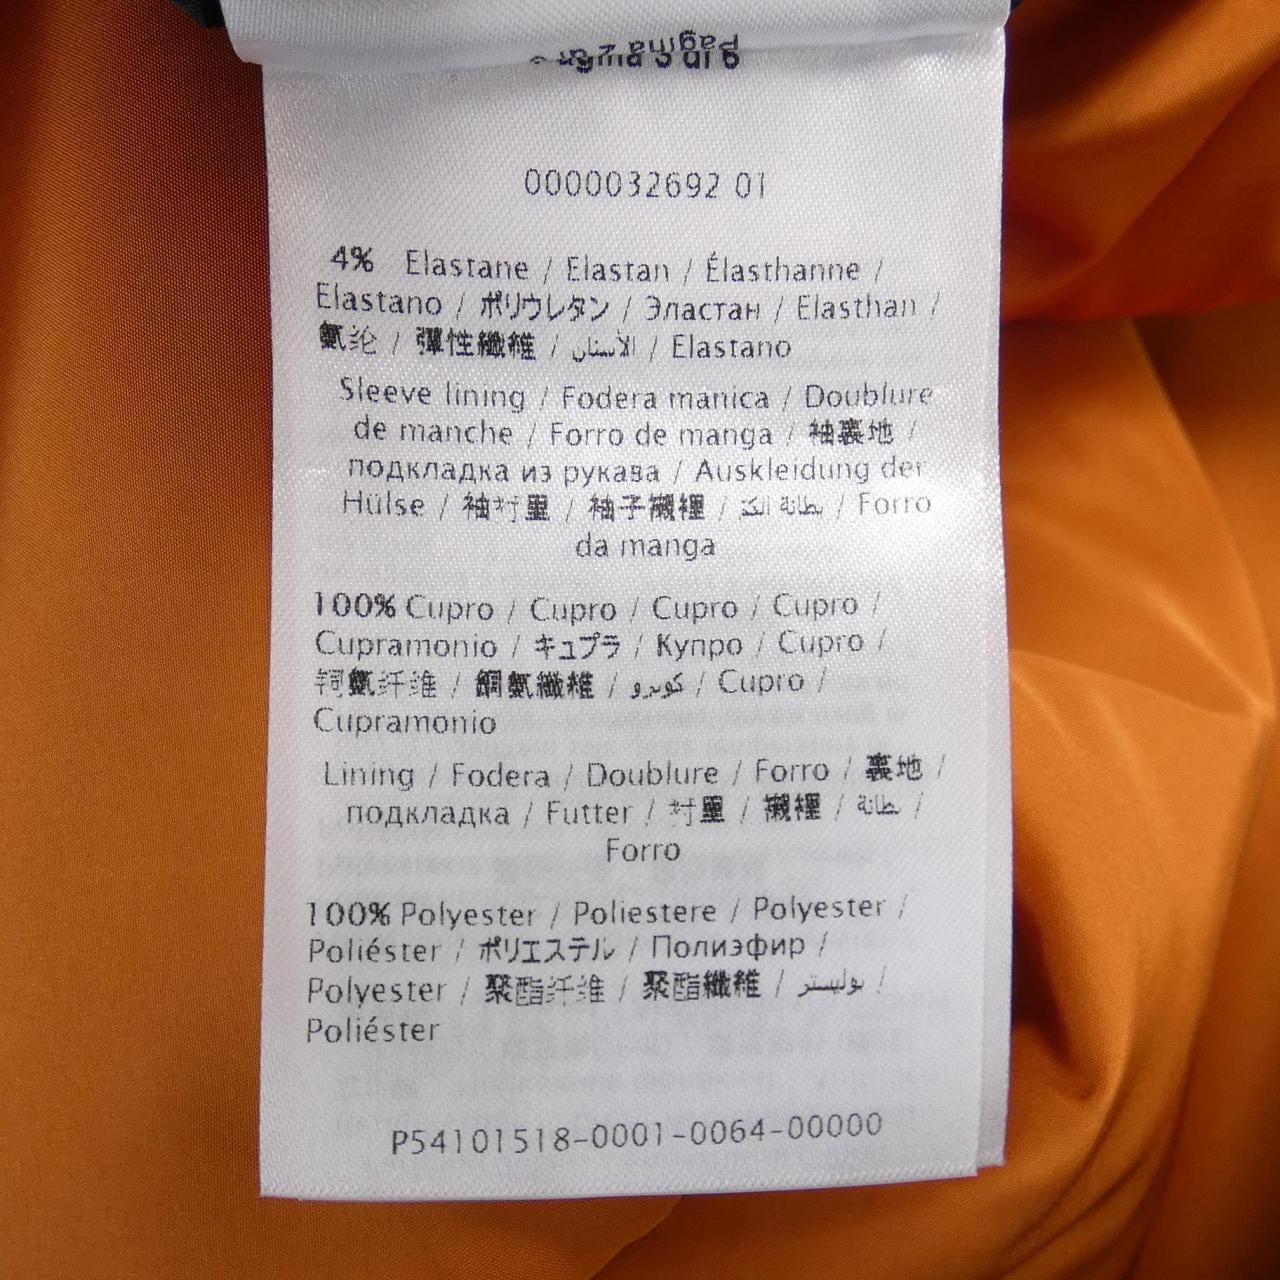 0000032692 01
4% Elastane / Elastan / Élasthanne /
Elastano / ポリウレタン / Эластан / Elasthan /
氨纶 / 彈性纖維 / الأستان / Elastano
Sleeve lining / Fodera manica / Doublure
de manche / Forro de manga / 袖裏地 /
подкладка из рукава / Auskleidung der
Hülse / 袖衬里 / 袖子襯裡 / بطانة الكم / Forro
da manga
100% Cupro / Cupro / Cupro / Cupro /
Cupramonio / キュプラ / Купро / Cupro /
铜氨纤维 / 銅氨纖維 / كوبرو / Cupro /
Cupramonio
Lining / Fodera / Doublure / Forro / 裏地 /
подкладка / Futter / 衬里 / 襯裡 / بطانة /
Forro
100% Polyester / Poliestere / Polyester /
Poliéster / ポリエステル / Полиэфир /
Polyester / 聚酯纤维 / 聚酯纖維 / بوليستر /
Poliéster
P54101518-0001-0064-00000